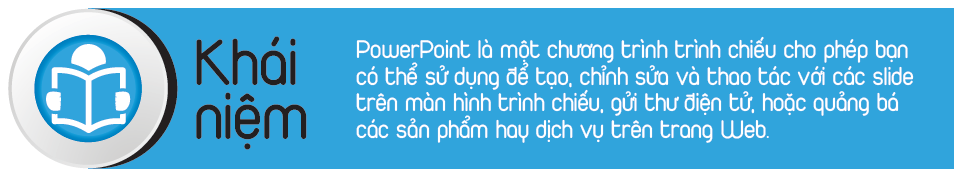 Khái
niệm
PowerPoint là một chương trình trình chiếu cho phép bạn
có thể sử dụng để tạo, chỉnh sửa và thao tác với các slide
trên màn hình trình chiếu, gửi thư điện tử, hoặc quảng bá
các sản phẩm hay dịch vụ trên trang Web.